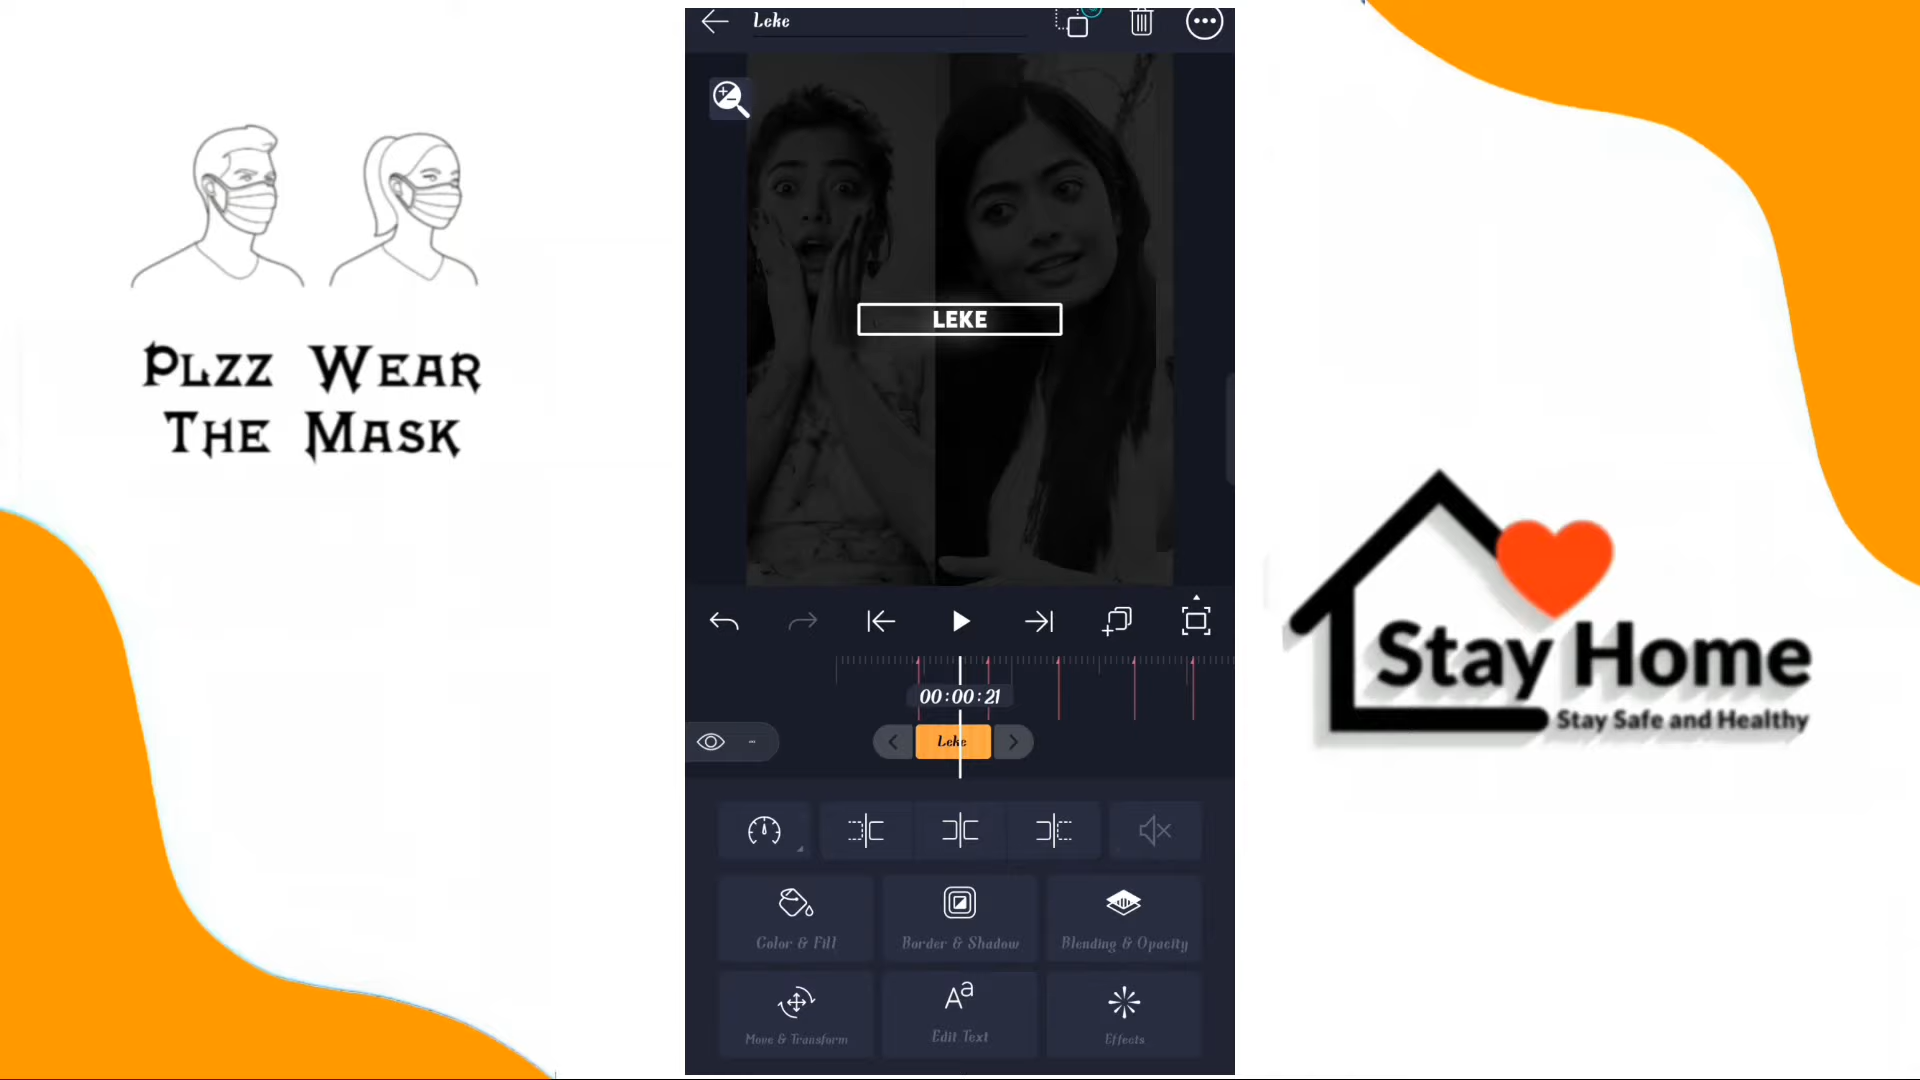 Leke
PLZZ WEAR
THE MASK
LEKE
00:00:21
Leke
Color & Fill
Border & Shadow
Blending & Opacity
Move & Transform
Edit Text
Effects
Stay Home
Stay Safe and Healthy